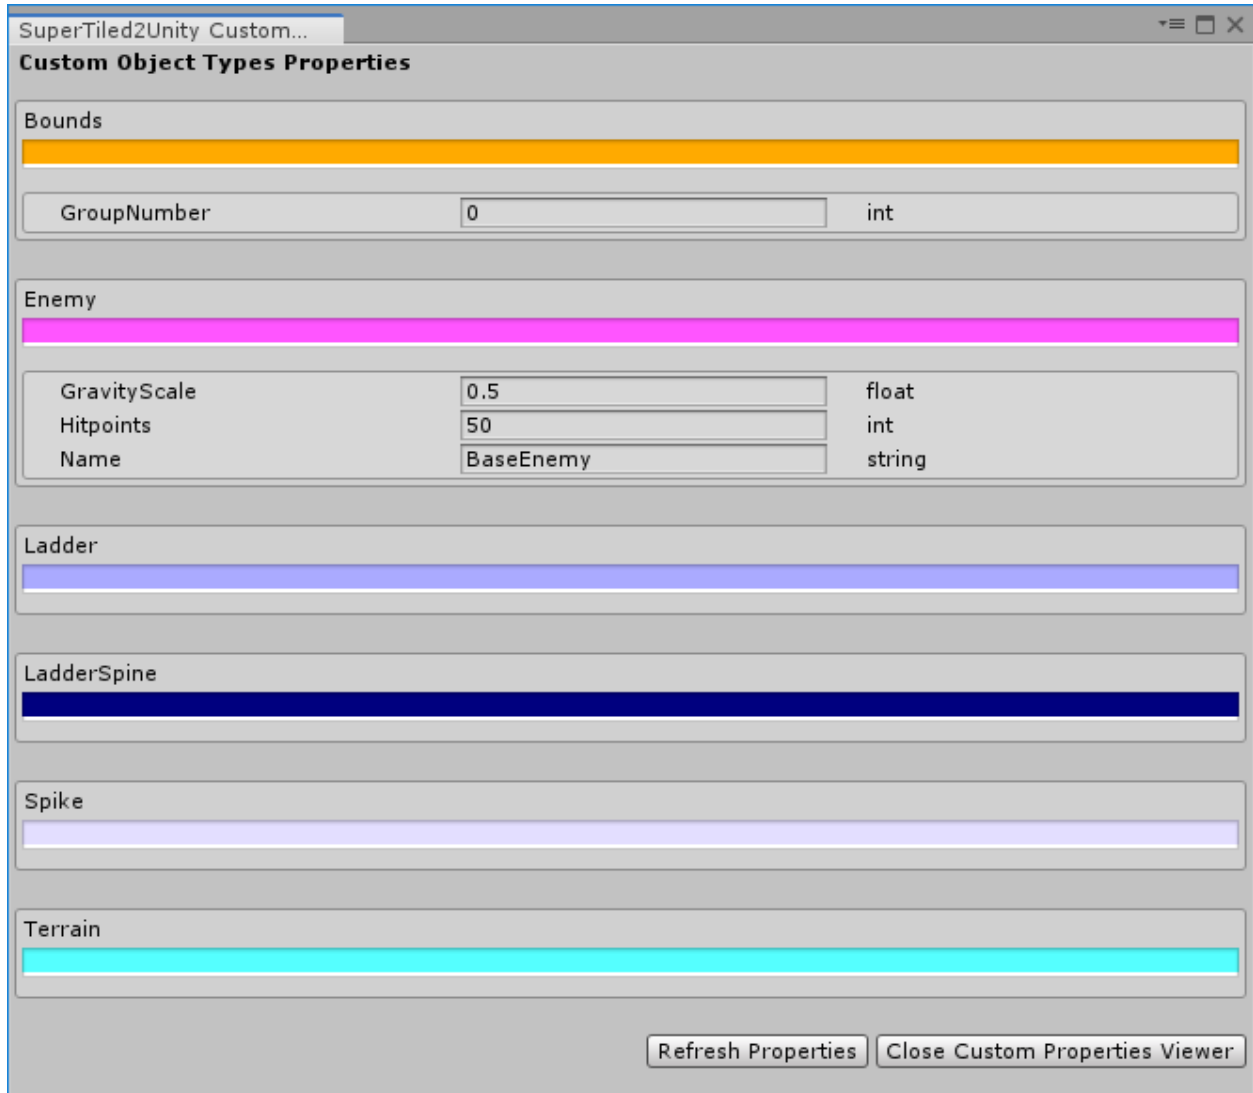 SuperTiled2Unity Custom...
Custom Object Types Properties
Bounds
GroupNumber 0 int
Enemy
GravityScale 0.5 float
Hitpoints 50 int
Name BaseEnemy string
Ladder
LadderSpine
Spike
Terrain
Refresh Properties Close Custom Properties Viewer